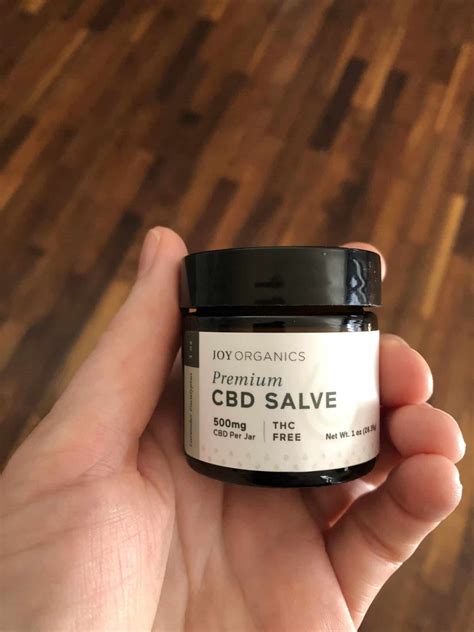 JOY ORGANICS
Premium
CBD SALVE
500mg
CBD Per Jar
THC
FREE
Net Wt. 1 oz